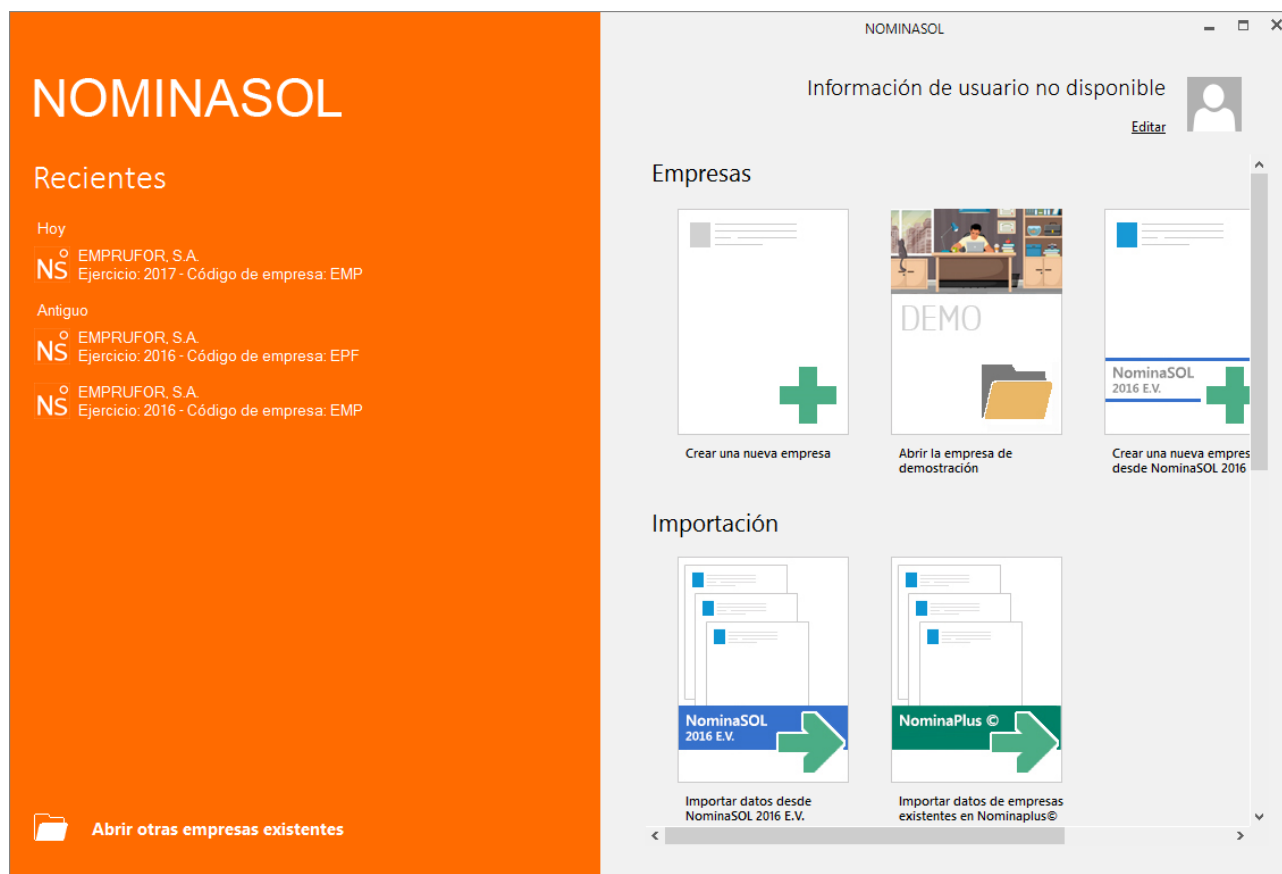 NOMINASOL
NOMINASOL
Recientes
Hoy
NS
EMPRUFOR, S.A.
Ejercicio: 2017 - Código de empresa: EMP
Antiguo
NS
EMPRUFOR, S.A.
Ejercicio: 2016 - Código de empresa: EPF
NS
EMPRUFOR, S.A.
Ejercicio: 2016 - Código de empresa: EMP
Abrir otras empresas existentes
Información de usuario no disponible
Editar
Empresas
DEMO
NominaSOL
2016 E.V.
Crear una nueva empresa
Abrir la empresa de
demostración
Crear una nueva empres
desde NominaSOL 2016
Importación
NominaSOL
2016 E.V.
NominaPlus ©
Importar datos desde
NominaSOL 2016 E.V.
Importar datos de empresas
existentes en Nominaplus©